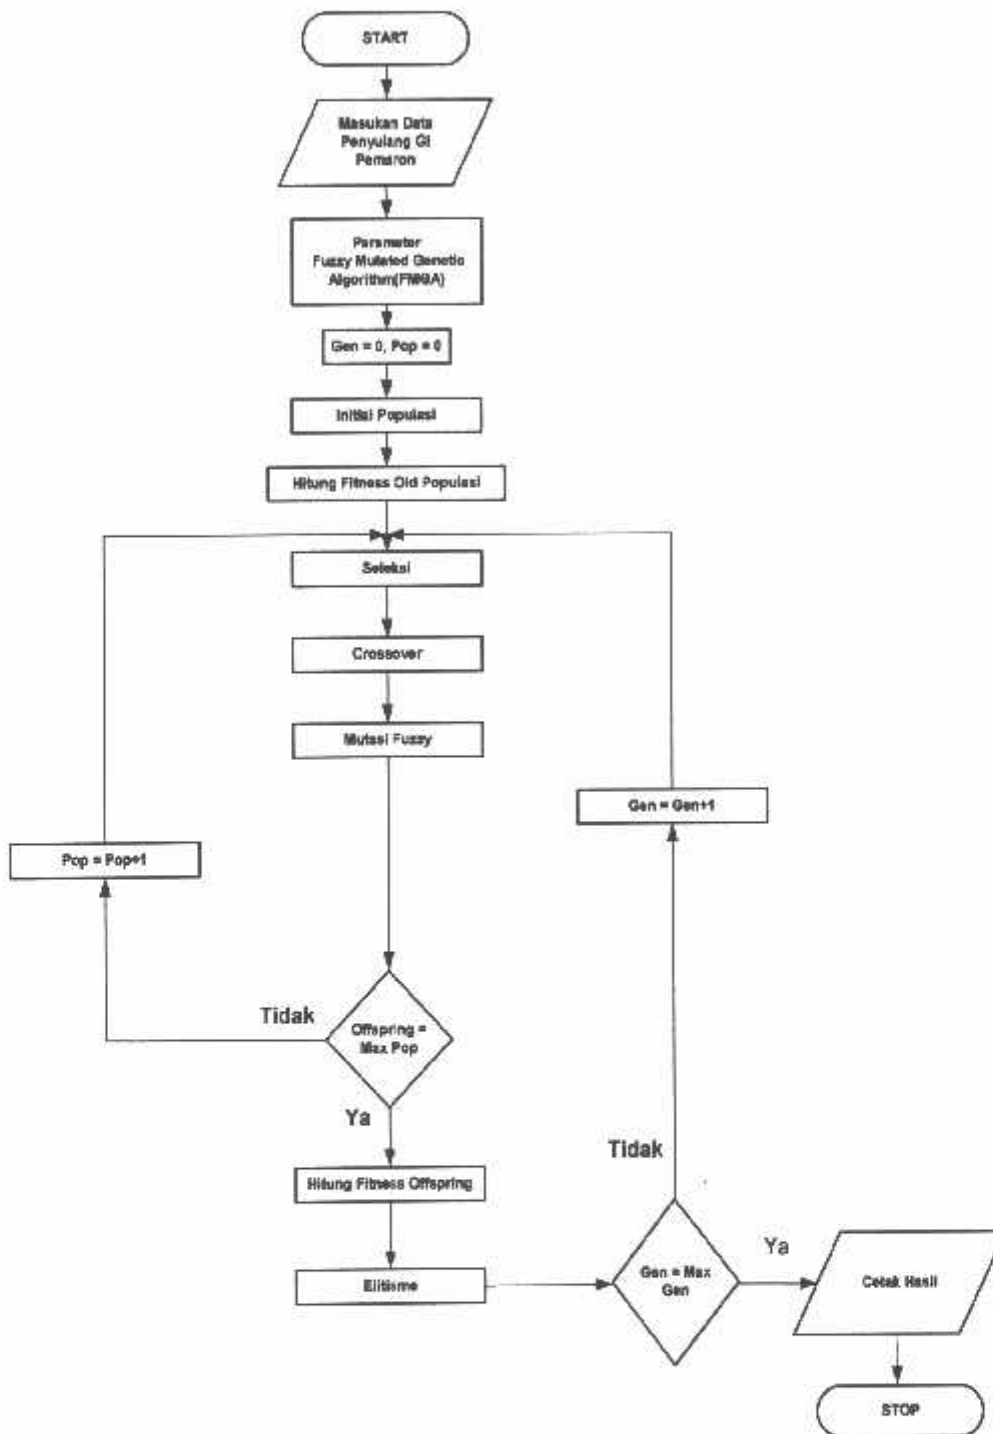 START
Masukan Data
Penyulang GI
Pemaron
Parameter
Fuzzy Mutated Genetic
Algorithm(FMGA)
Gen = 0, Pop = 0
Initial Populasi
Hitung Fitness Old Populasi
Seleksi
Crossover
Mutasi Fuzzy
Gen = Gen+1
Pop = Pop+1
Tidak
Offspring =
Max Pop
Ya
Hitung Fitness Offspring
Elitisme
Tidak
Gen = Max
Gen
Ya
Cetak Hasil
STOP